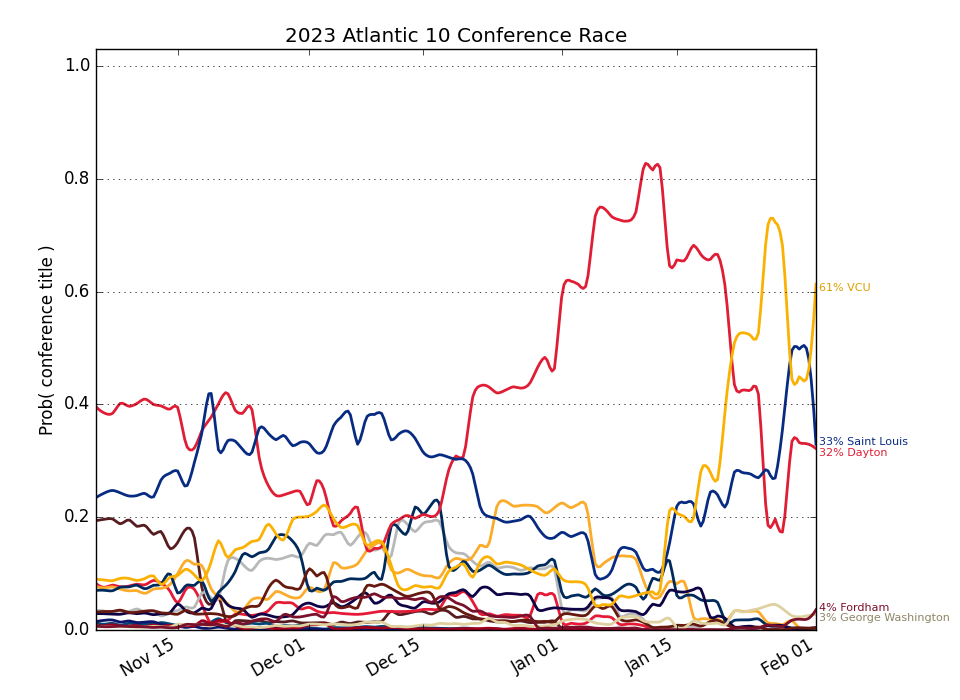 2023 Atlantic 10 Conference Race
Prob( conference title )
1.0
0.8
0.6
0.4
0.2
0.0
Nov 15
Dec 01
Dec 15
Jan 01
Jan 15
Feb 01
61% VCU
33% Saint Louis
32% Dayton
4% Fordham
3% George Washington